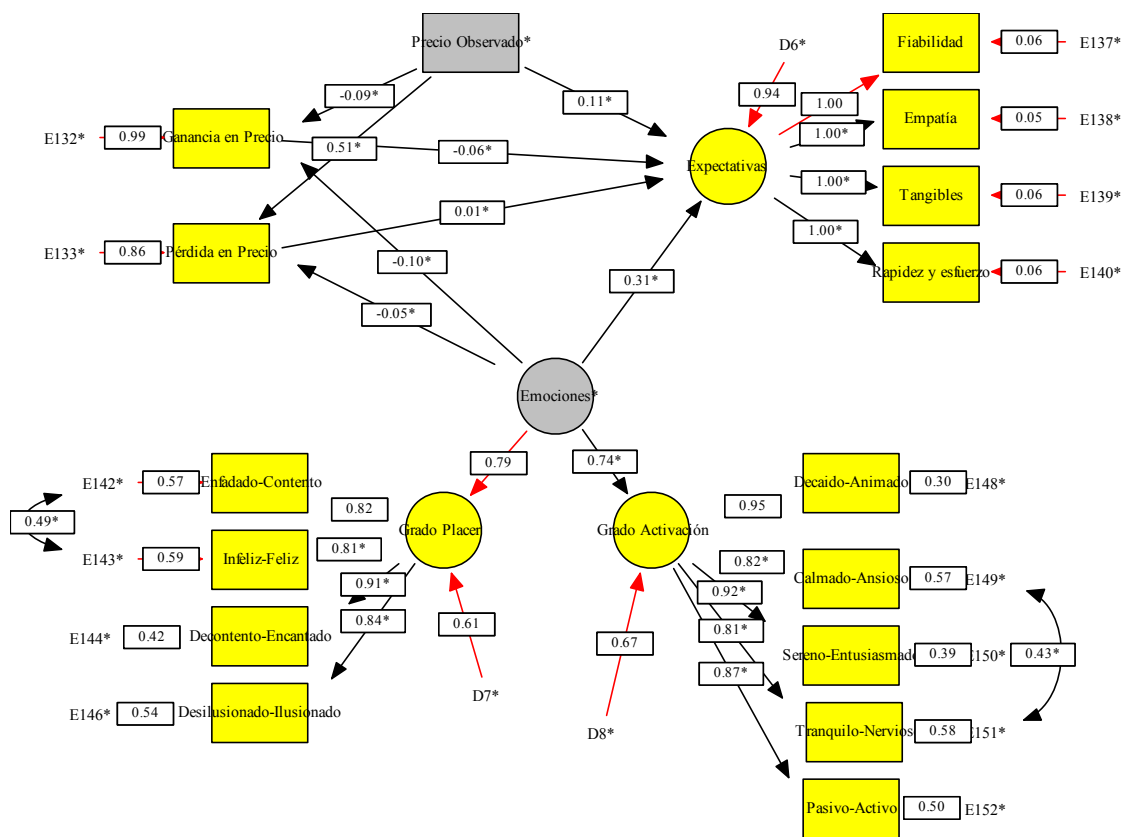 Precio Observado*
D6*
Fiabilidad
0.06
E137*
0.94
-0.09*
0.11*
1.00
Empatía
0.05
E138*
E132*
0.99
Ganancia en Precio
0.51*
-0.06*
1.00*
Expectativas
1.00*
Tangibles
0.06
E139*
0.01*
1.00*
E133*
0.86
Pérdida en Precio
-0.10*
0.31*
Rapidez y esfuerzo
0.06
E140*
-0.05*
Emociones*
0.79
0.74*
E142*
0.57
Enfadado-Contento
0.82
Decaido-Animado
0.30
E148*
0.95
0.49*
Grado Placer
Grado Activación
E143*
0.59
Infeliz-Feliz
0.81*
0.82*
Calmado-Ansioso
0.57
E149*
0.91*
0.92*
0.84*
0.61
0.81*
E144*
0.42
Decontento-Encantado
0.67
0.87*
Sereno-Entusiasmado
0.39
E150*
0.43*
D7*
E146*
0.54
Desilusionado-Ilusionado
D8*
Tranquilo-Nervios
0.58
E151*
Pasivo-Activo
0.50
E152*